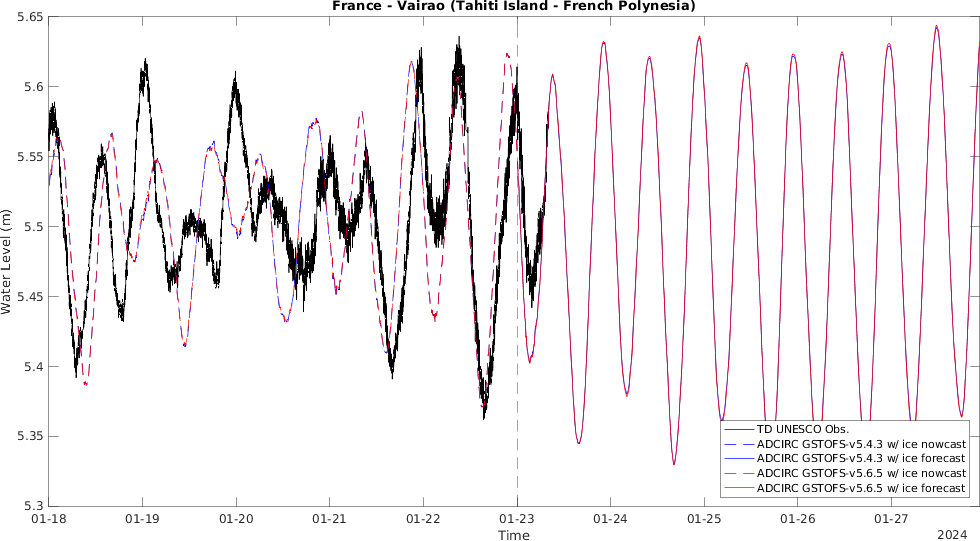 France - Vairao (Tahiti Island - French Polynesia)
5.65
5.6
5.55
5.5
5.45
5.4
5.35
5.3
Water Level (m)
TD UNESCO Obs.
ADCIRC GSTOFS-v5.4.3 w/ ice nowcast
ADCIRC GSTOFS-v5.4.3 w/ ice forecast
ADCIRC GSTOFS-v5.6.5 w/ ice nowcast
ADCIRC GSTOFS-v5.6.5 w/ ice forecast
01-18 01-19 01-20 01-21 01-22 01-23 01-24 01-25 01-26 01-27
Time
2024